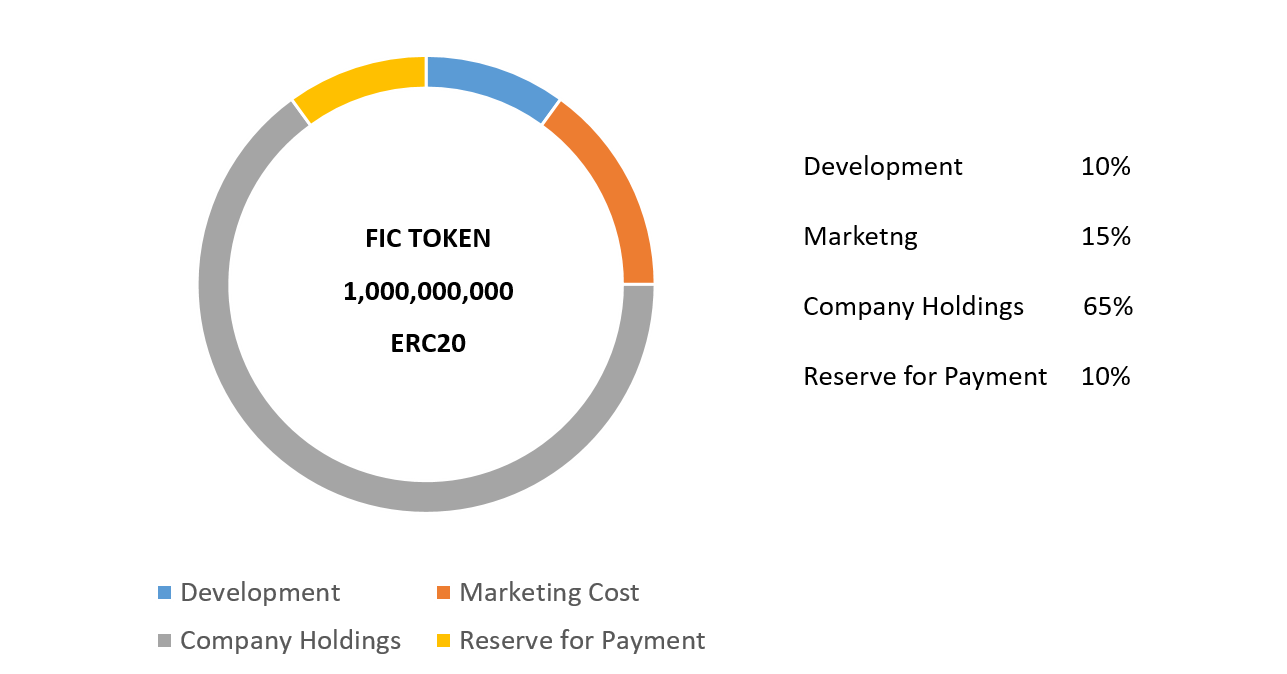 FIC TOKEN
1,000,000,000
ERC20
Development 10%
Marketng 15%
Company Holdings 65%
Reserve for Payment 10%
Development Marketing Cost
Company Holdings Reserve for Payment